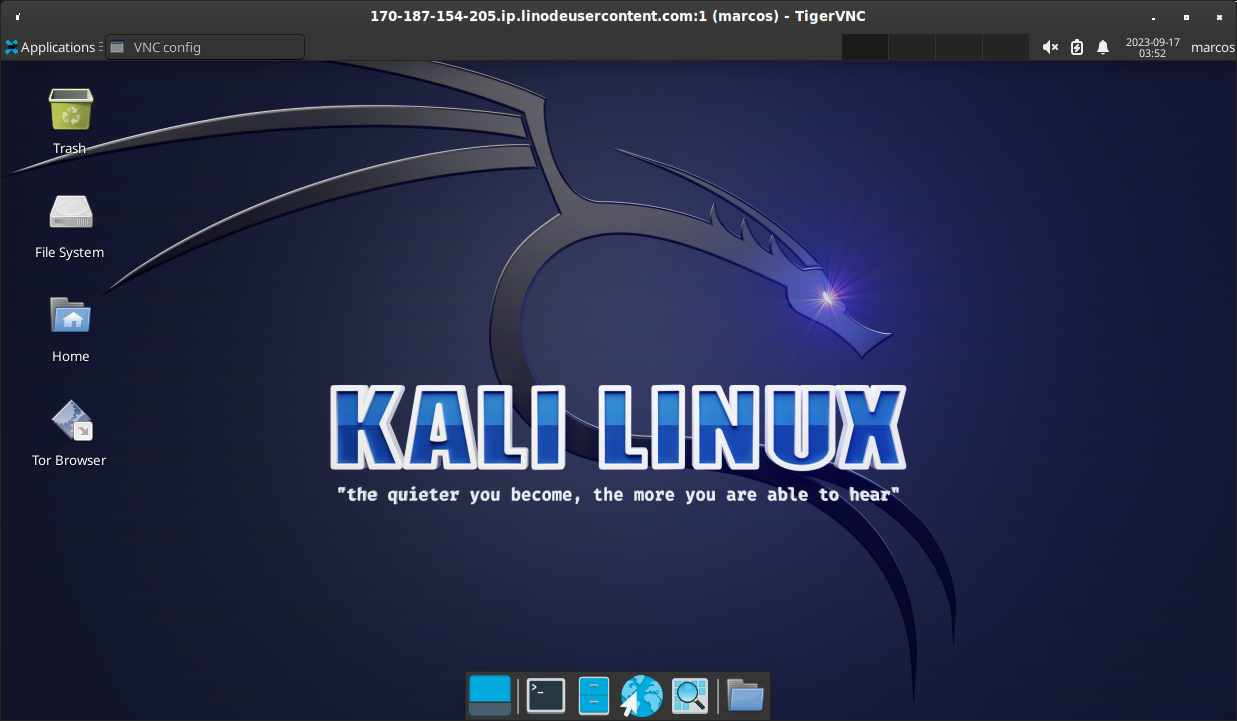 170-187-154-205.ip.linodeusercontent.com:1 (marcos) - TigerVNC
Applications
VNC config
2023-09-17
03:52
marcos
Trash
File System
Home
Tor Browser
KALI LINUX
"the quieter you become, the more you are able to hear"
>-